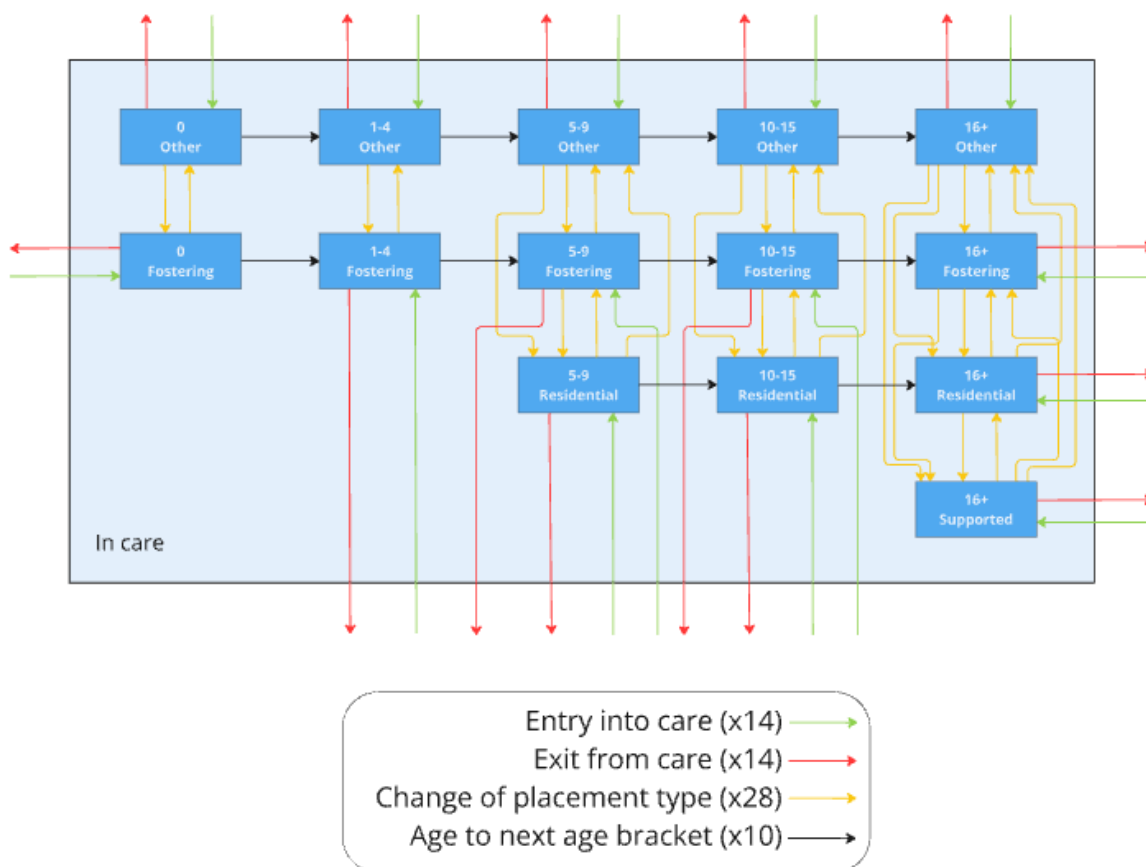 0
Other
1-4
Other
5-9
Other
10-15
Other
16+
Other
0
Fostering
1-4
Fostering
5-9
Fostering
10-15
Fostering
16+
Fostering
5-9
Residential
10-15
Residential
16+
Residential
16+
Supported
In care
Entry into care (x14)
Exit from care (x14)
Change of placement type (x28)
Age to next age bracket (x10)